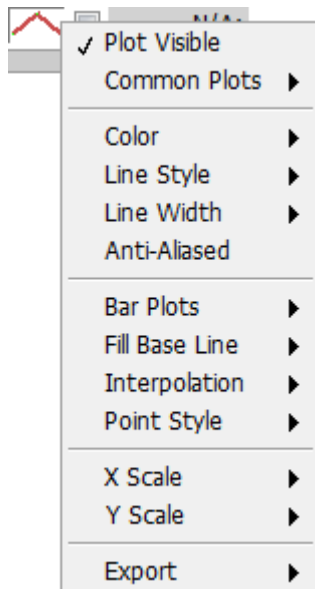 Plot Visible
Common Plots
Color
Line Style
Line Width
Anti-Aliased
Bar Plots
Fill Base Line
Interpolation
Point Style
X Scale
Y Scale
Export